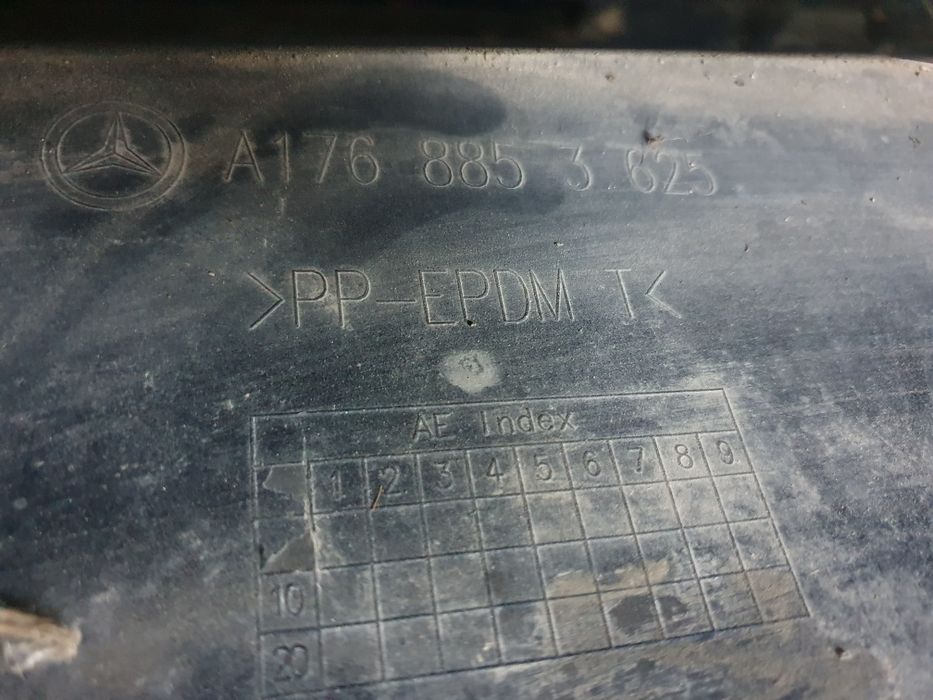 A176 885 3 625
>PP-EPDM T<
AE Index
1 2 3 4 5 6 7 8 9
10
20